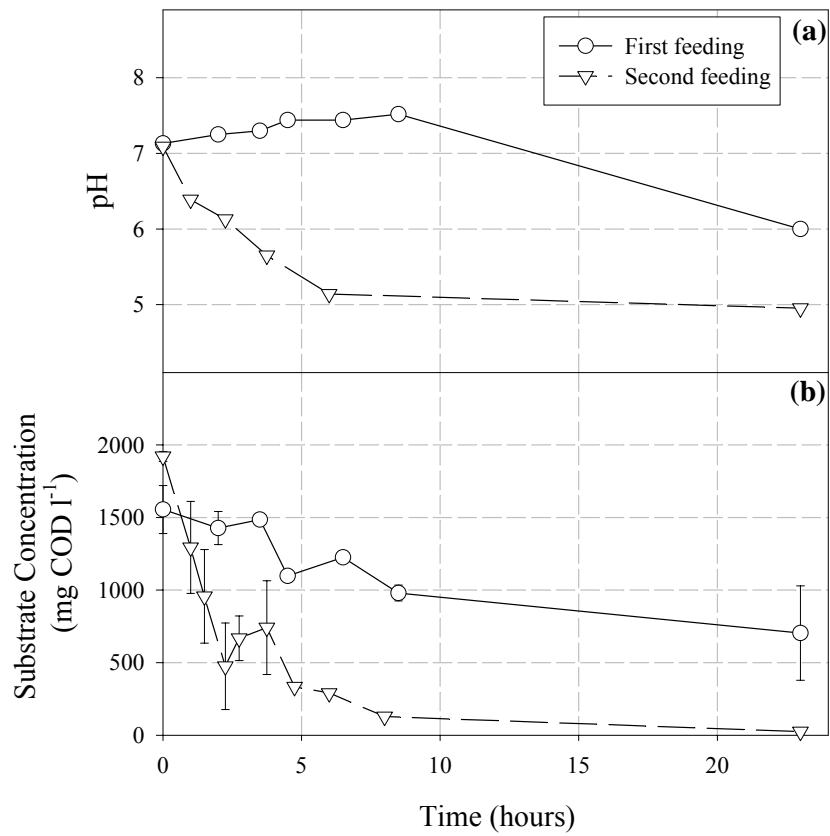 (a)
First feeding
Second feeding
8
7
6
5
pH
(b)
2000
1500
1000
500
0
Substrate Concentration
(mg COD l⁻¹)
0 5 10 15 20
Time (hours)